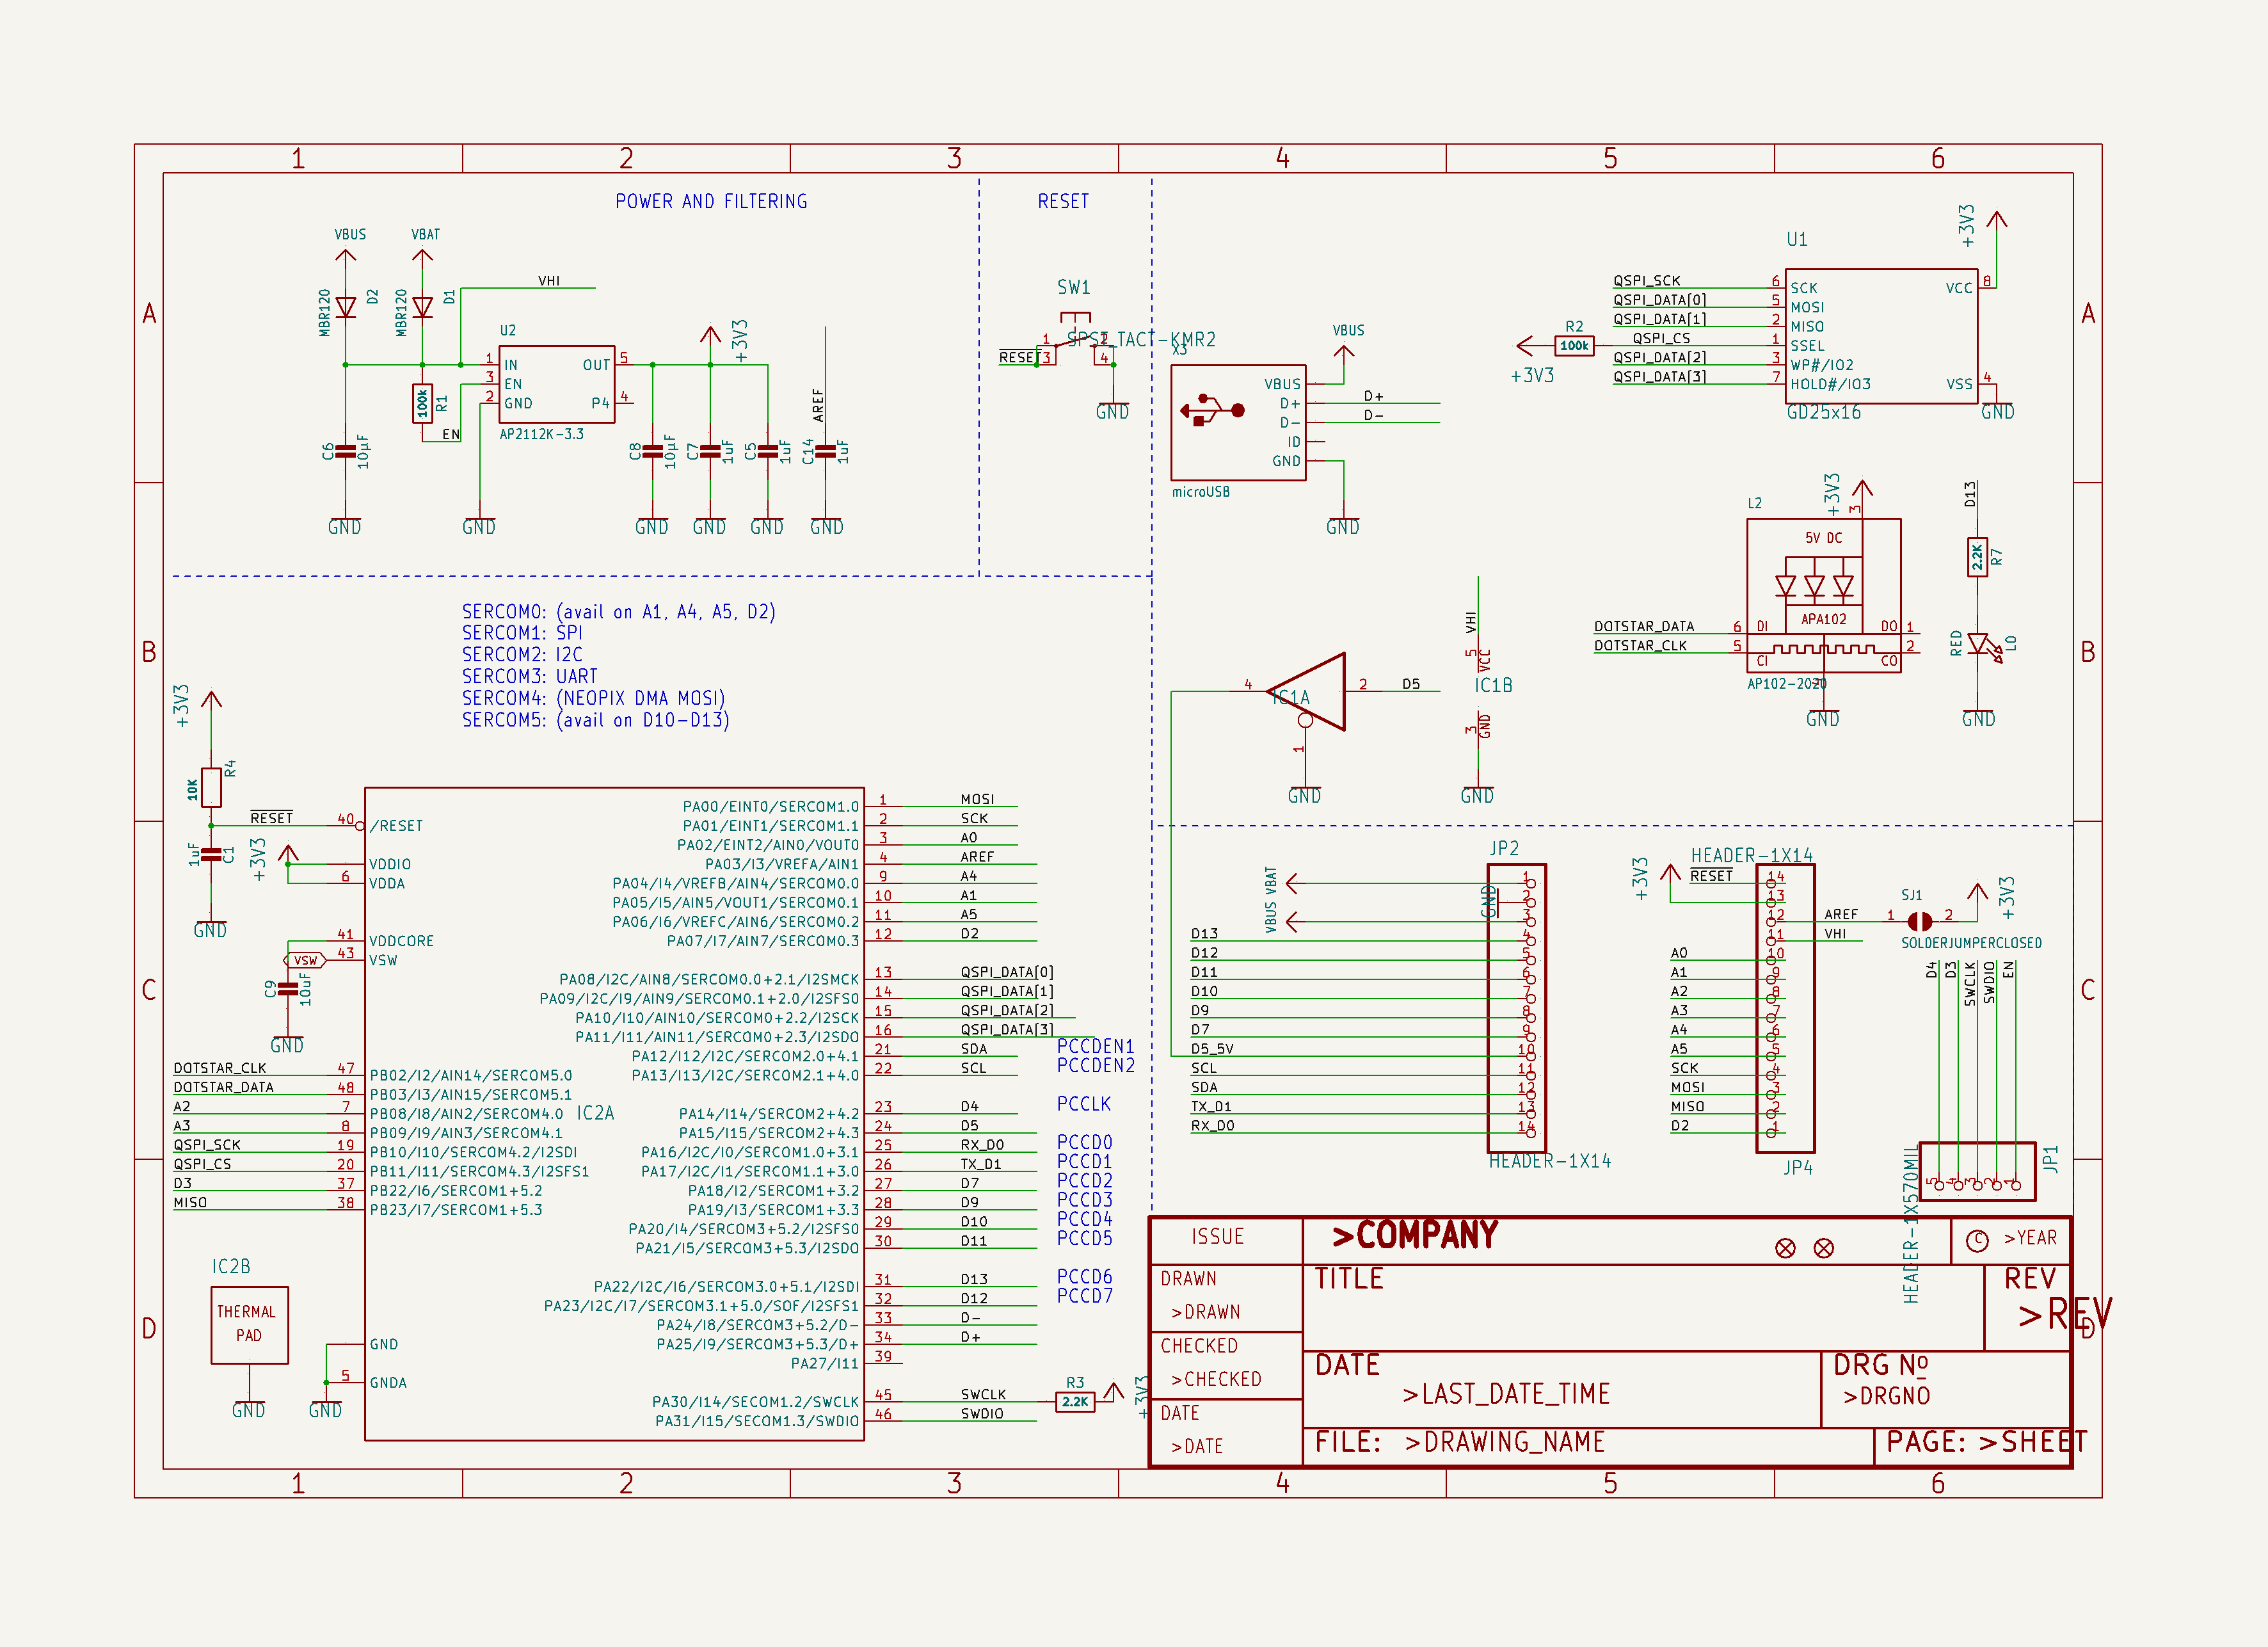 1 2 3 4 5 6
A
B
C
D
POWER AND FILTERING
RESET
VBUS
VBAT
MBR120
D2
MBR120
D1
VHI
U2
1 IN
3 EN
2 GND
OUT 5
P4 4
AP2112K-3.3
+3V3
100k
R1
EN
C6
10µF
C8
10µF
C7
1uF
C5
1uF
AREF
C14
1uF
GND
GND
GND
GND
GND
GND
SW1
SPST_TACT-KMR2
RESET
1
2
3
4
GND
X3
VBUS
VBUS
D+
D-
ID
GND
D+
D-
microUSB
GND
U1
+3V3
QSPI_SCK 6 SCK
QSPI_DATA[0] 5 MOSI
QSPI_DATA[1] 2 MISO
QSPI_CS 1 SSEL
QSPI_DATA[2] 3 WP#/IO2
QSPI_DATA[3] 7 HOLD#/IO3
VCC 8
VSS 4
GD25x16
GND
R2
100k
+3V3
L2
+3V3
3
5V DC
APA102
DOTSTAR_DATA 6 DI
DOTSTAR_CLK 5 CI
DO 1
CO 2
AP102-2020
GND
D13
2.2K
R7
RED
L0
GND
SERCOM0: (avail on A1, A4, A5, D2)
SERCOM1: SPI
SERCOM2: I2C
SERCOM3: UART
SERCOM4: (NEOPIX DMA MOSI)
SERCOM5: (avail on D10-D13)
4
IC1A
2
D5
1
GND
VHI
5
VCC
IC1B
3
GND
GND
+3V3
10K
R4
RESET 40 /RESET
1uF
C1
GND
+3V3
VDDIO
6 VDDA
41 VDDCORE
VSW 43 VSW
C9
10uF
GND
DOTSTAR_CLK 47 PB02/I2/AIN14/SERCOM5.0
DOTSTAR_DATA 48 PB03/I3/AIN15/SERCOM5.1
A2 7 PB08/I8/AIN2/SERCOM4.0
A3 8 PB09/I9/AIN3/SERCOM4.1
QSPI_SCK 19 PB10/I10/SERCOM4.2/I2SDI
QSPI_CS 20 PB11/I11/SERCOM4.3/I2SFS1
D3 37 PB22/I6/SERCOM1+5.2
MISO 38 PB23/I7/SERCOM1+5.3
IC2A
IC2B
THERMAL
PAD
GND
GND
GND
5 GNDA
PA00/EINT0/SERCOM1.0 1 MOSI
PA01/EINT1/SERCOM1.1 2 SCK
PA02/EINT2/AIN0/VOUT0 3 A0
PA03/I3/VREFA/AIN1 4 AREF
PA04/I4/VREFB/AIN4/SERCOM0.0 9 A4
PA05/I5/AIN5/VOUT1/SERCOM0.1 10 A1
PA06/I6/VREFC/AIN6/SERCOM0.2 11 A5
PA07/I7/AIN7/SERCOM0.3 12 D2
PA08/I2C/AIN8/SERCOM0.0+2.1/I2SMCK 13 QSPI_DATA[0]
PA09/I2C/I9/AIN9/SERCOM0.1+2.0/I2SFS0 14 QSPI_DATA[1]
PA10/I10/AIN10/SERCOM0+2.2/I2SCK 15 QSPI_DATA[2]
PA11/I11/AIN11/SERCOM0+2.3/I2SDO 16 QSPI_DATA[3]
PA12/I12/I2C/SERCOM2.0+4.1 21 SDA PCCDEN1
PA13/I13/I2C/SERCOM2.1+4.0 22 SCL PCCDEN2
PA14/I14/SERCOM2+4.2 23 D4 PCCLK
PA15/I15/SERCOM2+4.3 24 D5
PA16/I2C/I0/SERCOM1.0+3.1 25 RX_D0 PCCD0
PA17/I2C/I1/SERCOM1.1+3.0 26 TX_D1 PCCD1
PA18/I2/SERCOM1+3.2 27 D7 PCCD2
PA19/I3/SERCOM1+3.3 28 D9 PCCD3
PA20/I4/SERCOM3+5.2/I2SFS0 29 D10 PCCD4
PA21/I5/SERCOM3+5.3/I2SDO 30 D11 PCCD5
PA22/I2C/I6/SERCOM3.0+5.1/I2SDI 31 D13 PCCD6
PA23/I2C/I7/SERCOM3.1+5.0/SOF/I2SFS1 32 D12 PCCD7
PA24/I8/SERCOM3+5.2/D- 33 D-
PA25/I9/SERCOM3+5.3/D+ 34 D+
PA27/I11 39
PA30/I14/SECOM1.2/SWCLK 45 SWCLK
PA31/I15/SECOM1.3/SWDIO 46 SWDIO
R3
2.2K
+3V3
JP2
VBAT 1
GND 2
VBUS 3
D13 4
D12 5
D11 6
D10 7
D9 8
D7 9
D5_5V 10
SCL 11
SDA 12
TX_D1 13
RX_D0 14
HEADER-1X14
HEADER-1X14
+3V3
RESET 14
13
12 AREF
11 VHI
A0 10
A1 9
A2 8
A3 7
A4 6
A5 5
SCK 4
MOSI 3
MISO 2
D2 1
JP4
SJ1
1 2
+3V3
SOLDERJUMPERCLOSED
D4
D3
SWCLK
SWDIO
EN
5 4 3 2 1
JP1
HEADER-1X570MIL
ISSUE
>COMPANY
C >YEAR
DRAWN
>DRAWN
TITLE
REV
>REV
CHECKED
>CHECKED
DATE
>LAST_DATE_TIME
DRG Nº
>DRGNO
DATE
>DATE
FILE: >DRAWING_NAME
PAGE: >SHEET
A
B
C
D
1 2 3 4 5 6